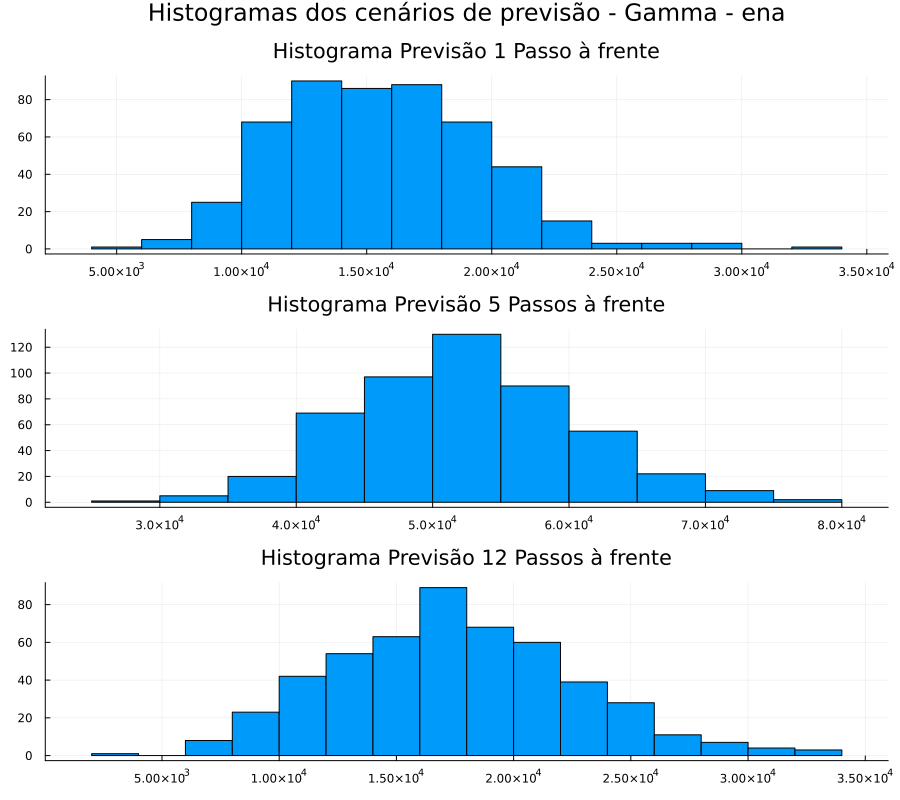 Histogramas dos cenários de previsão - Gamma - ena
Histograma Previsão 1 Passo à frente
80
60
40
20
0
5.00×10³ 1.00×10⁴ 1.50×10⁴ 2.00×10⁴ 2.50×10⁴ 3.00×10⁴ 3.50×10⁴
Histograma Previsão 5 Passos à frente
120
100
80
60
40
20
0
3.0×10⁴ 4.0×10⁴ 5.0×10⁴ 6.0×10⁴ 7.0×10⁴ 8.0×10⁴
Histograma Previsão 12 Passos à frente
80
60
40
20
0
5.00×10³ 1.00×10⁴ 1.50×10⁴ 2.00×10⁴ 2.50×10⁴ 3.00×10⁴ 3.50×10⁴